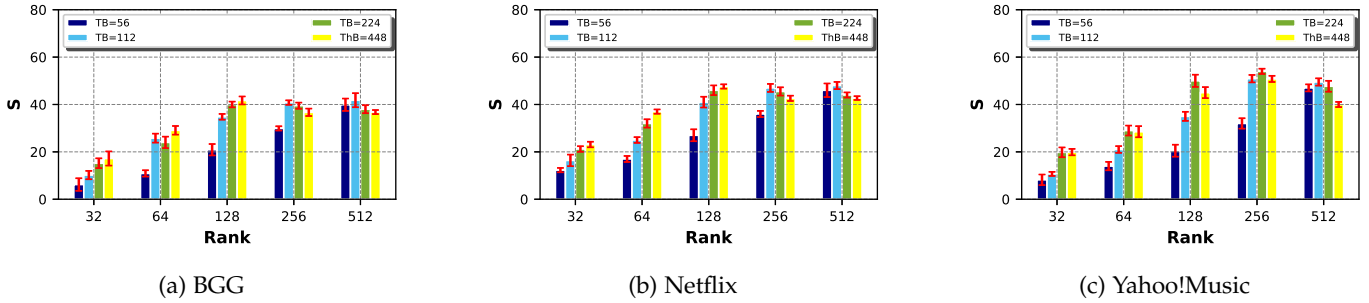 80
60
40
20
0
S
TB=56
TB=112
TB=224
ThB=448
32 64 128 256 512
Rank
(a) BGG
80
60
40
20
0
S
TB=56
TB=112
TB=224
ThB=448
32 64 128 256 512
Rank
(b) Netflix
80
60
40
20
0
S
TB=56
TB=112
TB=224
ThB=448
32 64 128 256 512
Rank
(c) Yahoo!Music